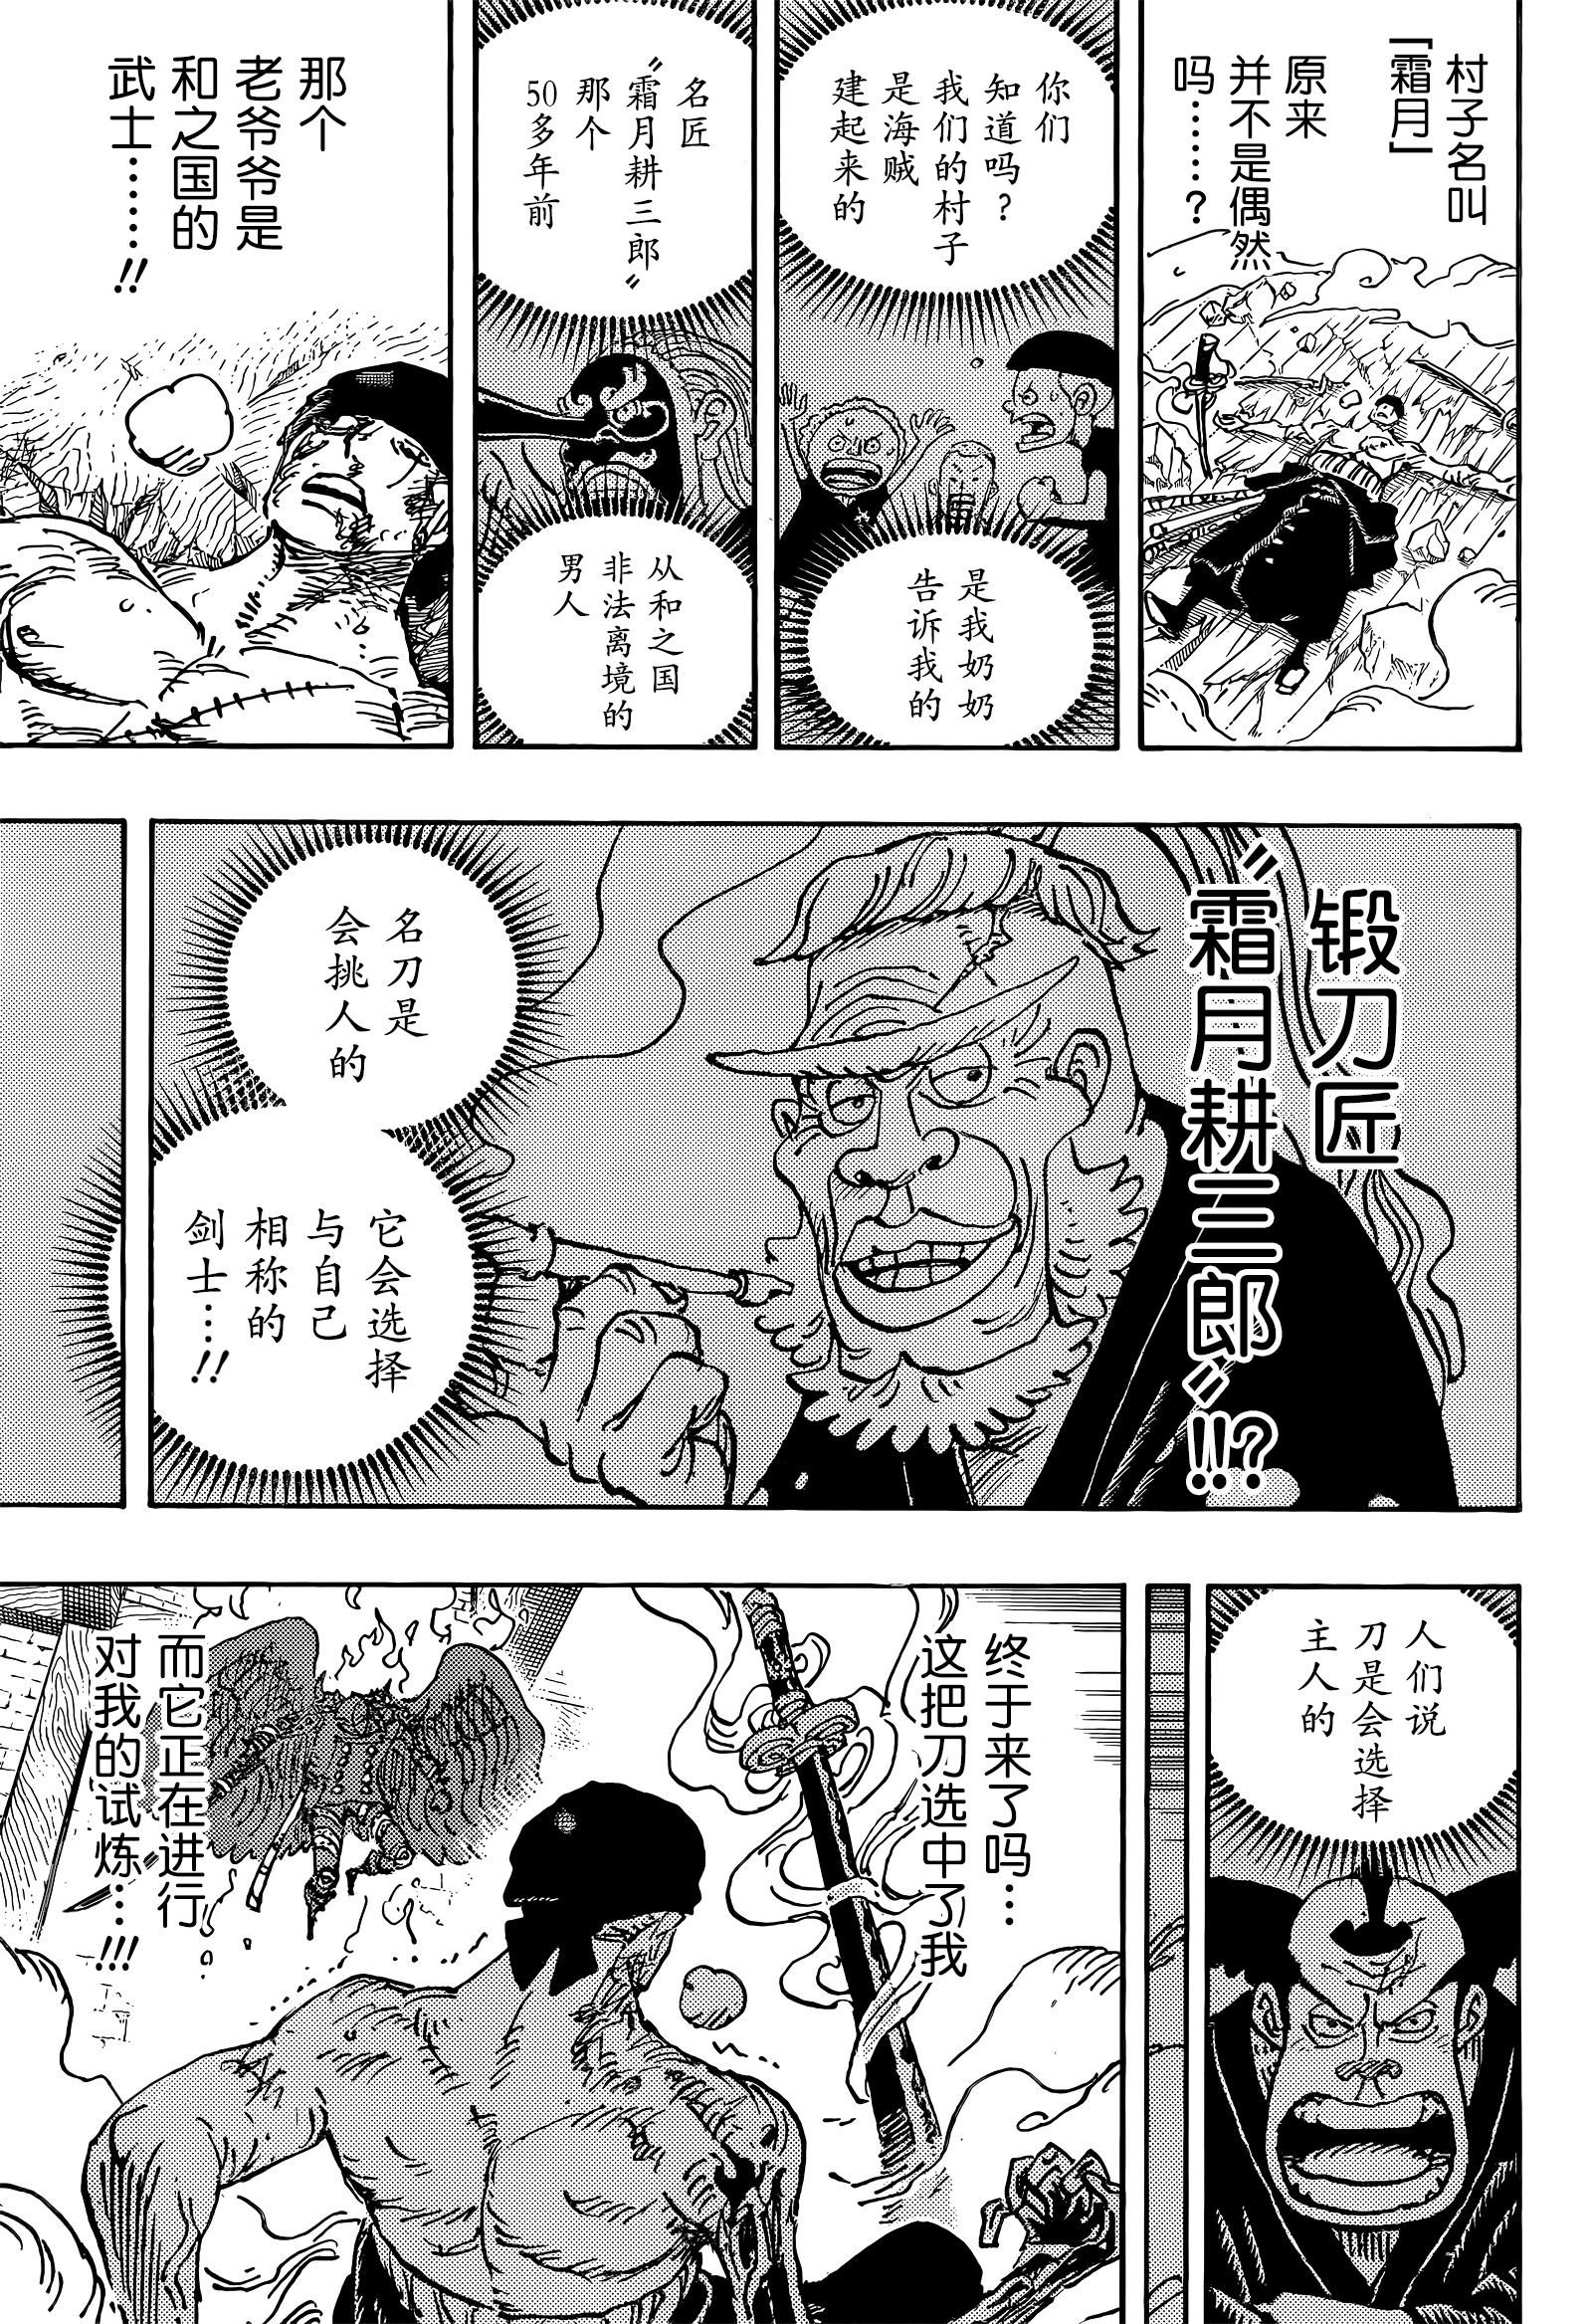 村子名叫
「霜月」
原来
并不是偶然
吗………？
你们
知道吗？
我们的村子
是海贼
建起来的
是我奶奶
告诉我的
名匠
“霜月耕三郎”
那个
50多年前
从和之国
非法离境的
男人
那个
老爷爷是
和之国的
武士………!!
锻刀匠
“霜月耕三郎”!!!?
名刀是
会挑人的
它会选择
与自己
相称的
剑士…!!
人们说
刀是会选择
主人的
终于来了吗…
这把刀选中了我
而它正在进行
对我的试炼…!!!